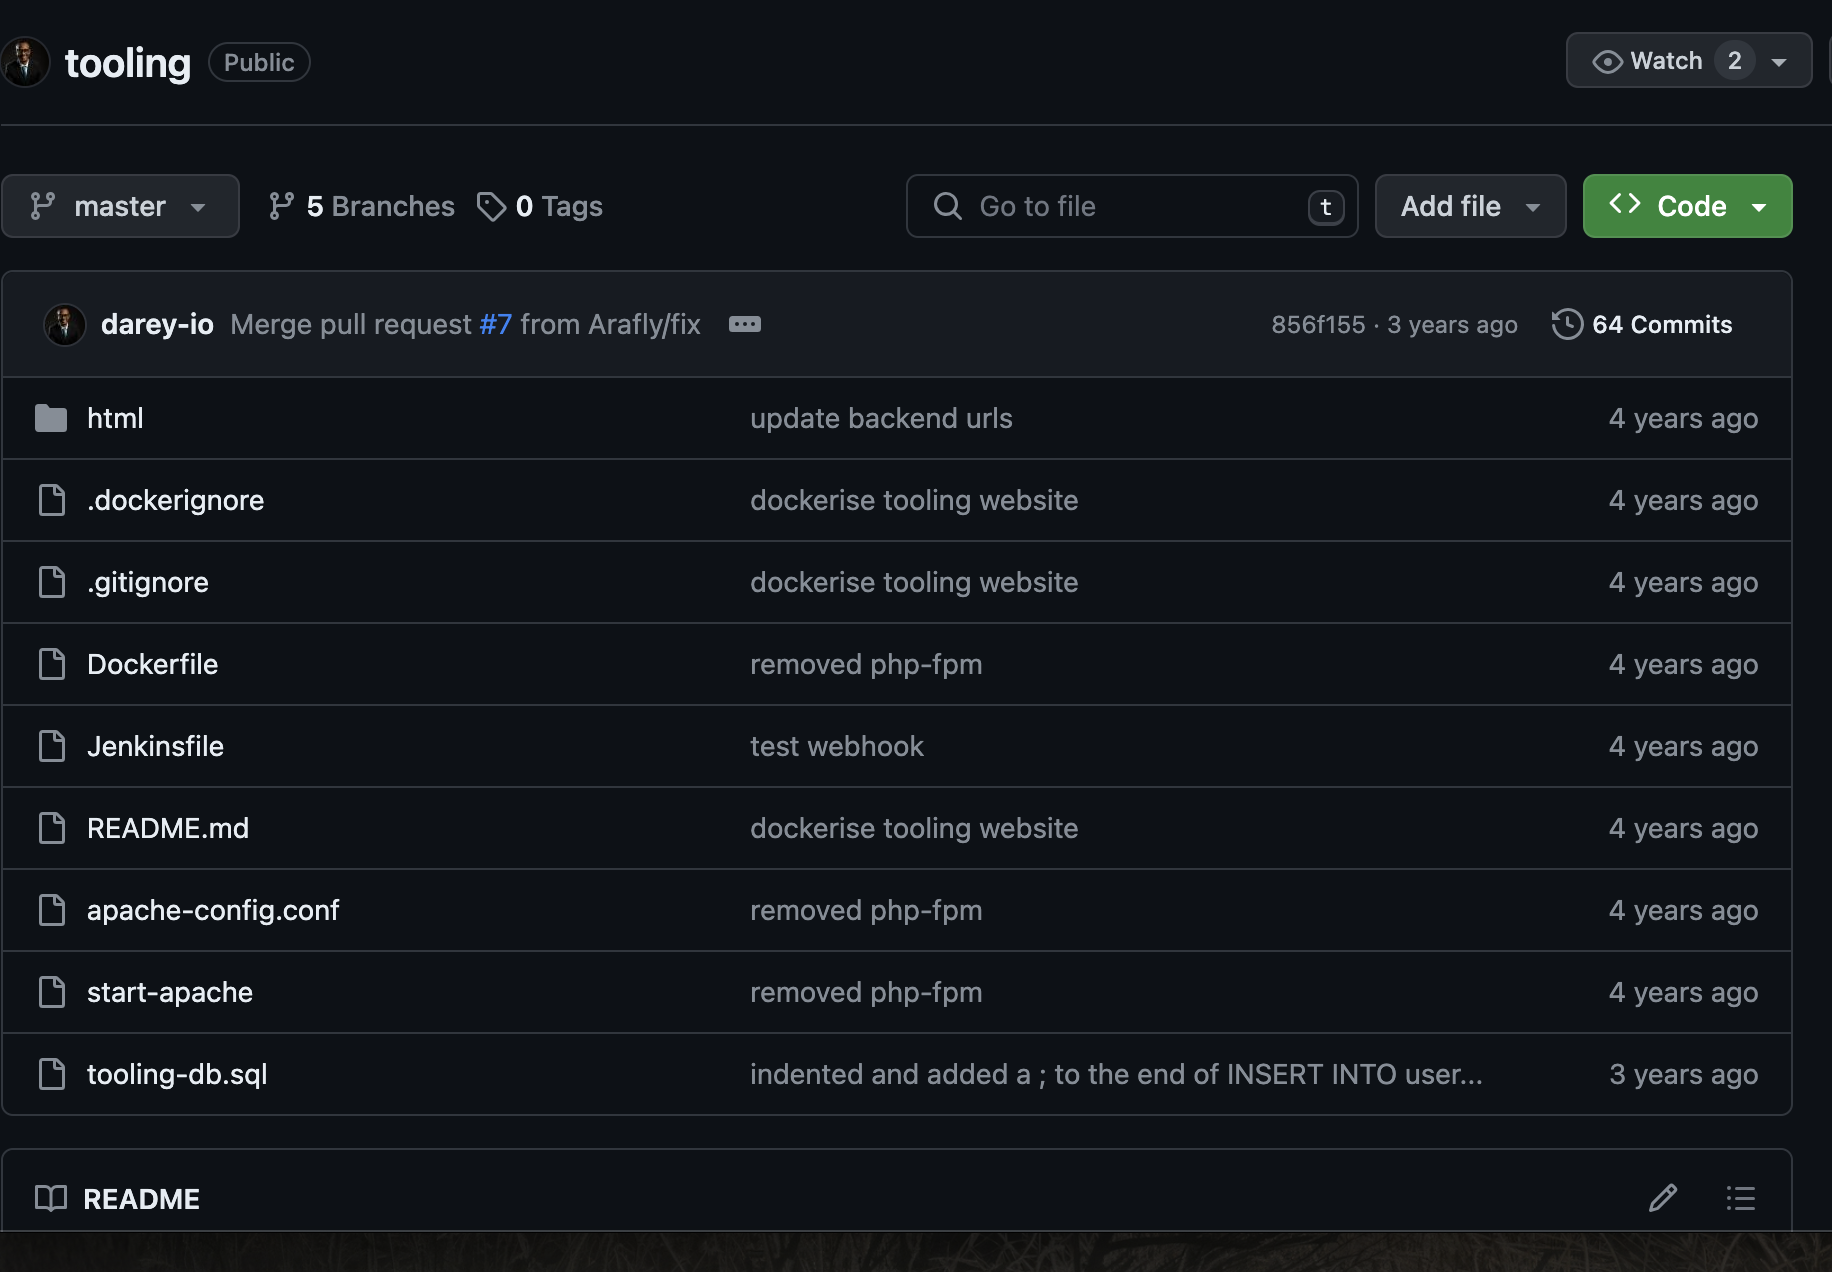 tooling Public Watch 2
master 5 Branches 0 Tags Go to file t Add file <> Code
darey-io Merge pull request #7 from Arafly/fix 856f155 · 3 years ago 64 Commits
html update backend urls 4 years ago
.dockerignore dockerise tooling website 4 years ago
.gitignore dockerise tooling website 4 years ago
Dockerfile removed php-fpm 4 years ago
Jenkinsfile test webhook 4 years ago
README.md dockerise tooling website 4 years ago
apache-config.conf removed php-fpm 4 years ago
start-apache removed php-fpm 4 years ago
tooling-db.sql indented and added a ; to the end of INSERT INTO user... 3 years ago
README